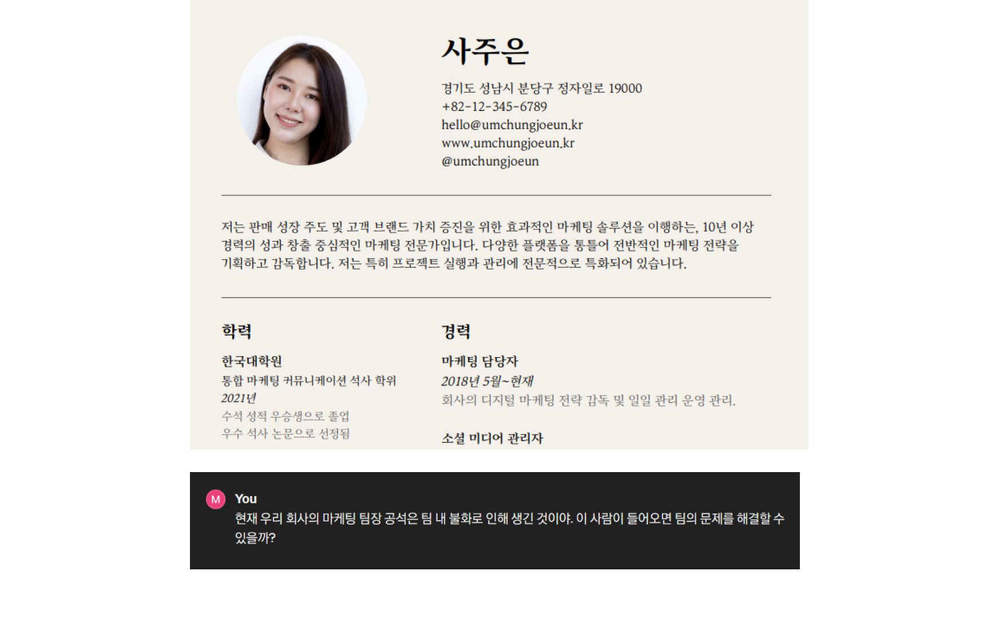 사주은
경기도 성남시 분당구 정자일로 19000
+82-12-345-6789
hello@umchungjoeun.kr
www.umchungjoeun.kr
@umchungjoeun
저는 판매 성장 주도 및 고객 브랜드 가치 증진을 위한 효과적인 마케팅 솔루션을 이행하는, 10년 이상
경력의 성과 창출 중심적인 마케팅 전문가입니다. 다양한 플랫폼을 통틀어 전반적인 마케팅 전략을
기획하고 감독합니다. 저는 특히 프로젝트 실행과 관리에 전문적으로 특화되어 있습니다.
학력
한국대학원
통합 마케팅 커뮤니케이션 석사 학위
2021년
수석 성적 우승생으로 졸업
우수 석사 논문으로 선정됨
경력
마케팅 담당자
2018년 5월~현재
회사의 디지털 마케팅 전략 감독 및 일일 관리 운영 관리.
소셜 미디어 관리자
M
You
현재 우리 회사의 마케팅 팀장 공석은 팀 내 불화로 인해 생긴 것이야. 이 사람이 들어오면 팀의 문제를 해결할 수
있을까?